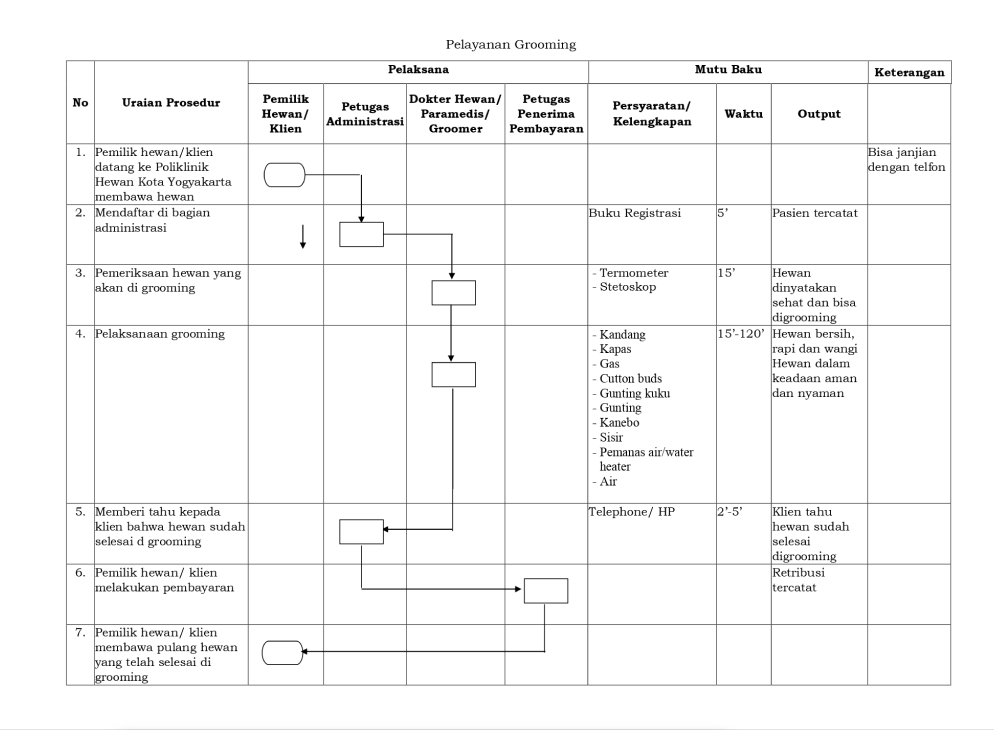 Pelayanan Grooming
No
Uraian Prosedur
Pelaksana
Mutu Baku
Keterangan
Pemilik
Hewan/
Klien
Petugas
Administrasi
Dokter Hewan/
Paramedis/
Groomer
Petugas
Penerima
Pembayaran
Persyaratan/
Kelengkapan
Waktu
Output
1. Pemilik hewan/klien
datang ke Poliklinik
Hewan Kota Yogyakarta
membawa hewan
Bisa janjian
dengan telfon
2. Mendaftar di bagian
administrasi
Buku Registrasi
5’
Pasien tercatat
3. Pemeriksaan hewan yang
akan di grooming
- Termometer
- Stetoskop
15’
Hewan
dinyatakan
sehat dan bisa
digrooming
4. Pelaksanaan grooming
- Kandang
- Kapas
- Gas
- Cutton buds
- Gunting kuku
- Gunting
- Kanebo
- Sisir
- Pemanas air/water
heater
- Air
15’-120’
Hewan bersih,
rapi dan wangi
Hewan dalam
keadaan aman
dan nyaman
5. Memberi tahu kepada
klien bahwa hewan sudah
selesai d grooming
Telephone/ HP
2’-5’
Klien tahu
hewan sudah
selesai
digrooming
6. Pemilik hewan/ klien
melakukan pembayaran
Retribusi
tercatat
7. Pemilik hewan/ klien
membawa pulang hewan
yang telah selesai di
grooming